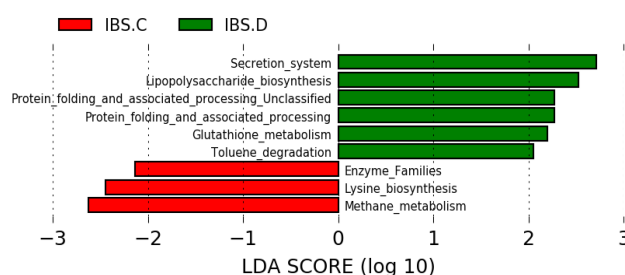 IBS.C IBS.D
Secretion_system
Lipopolysaccharide_biosynthesis
Protein_folding_and_associated_processing_Unclassified
Protein_folding_and_associated_processing
Glutathione_metabolism
Toluene_degradation
Enzyme_Families
Lysine_biosynthesis
Methane_metabolism
−3 −2 −1 0 1 2 3
LDA SCORE (log 10)